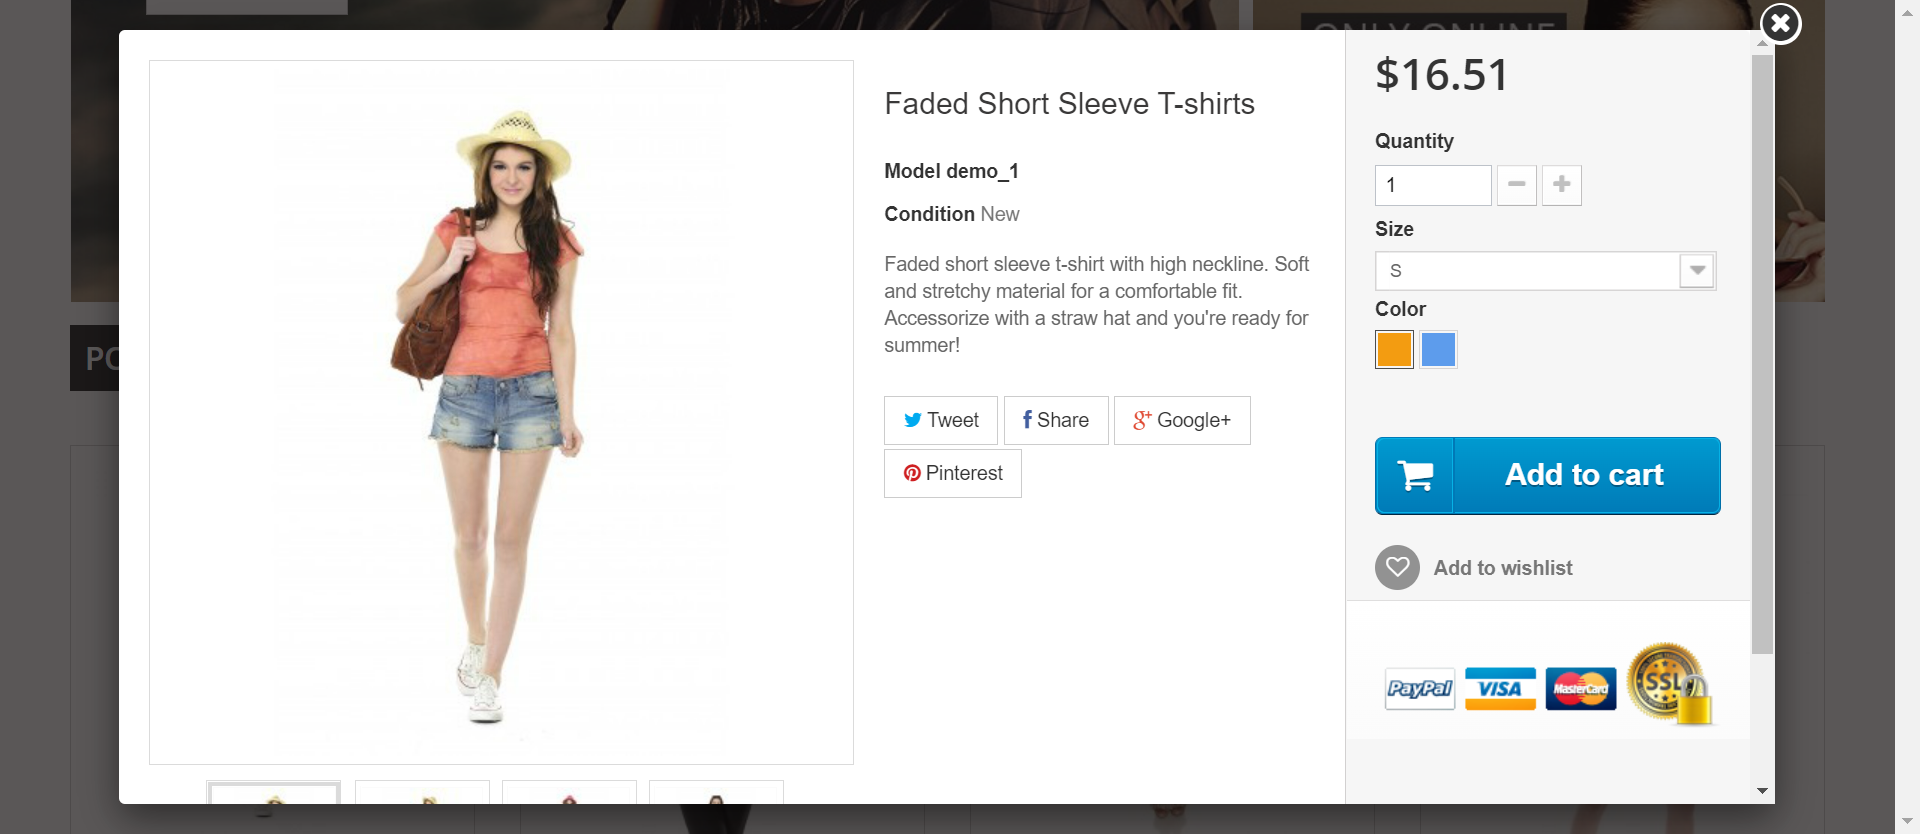 ONLY ONLINE
Faded Short Sleeve T-shirts
Model demo_1
Condition New
Faded short sleeve t-shirt with high neckline. Soft
and stretchy material for a comfortable fit.
Accessorize with a straw hat and you're ready for
summer!
Tweet
Share
Google+
Pinterest
$16.51
Quantity
1
Size
S
Color
Add to cart
Add to wishlist
PayPal
VISA
MasterCard
SSL